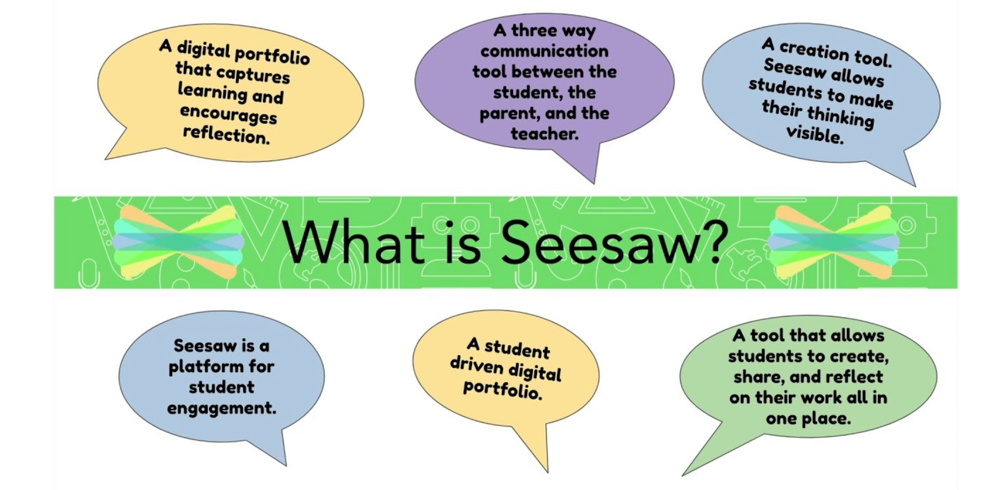 A digital portfolio
that captures
learning and
encourages
reflection.
A three way
communication
tool between the
student, the
parent, and the
teacher.
A creation tool.
Seesaw allows
students to make
their thinking
visible.
What is Seesaw?
Seesaw is a
platform for
student
engagement.
A student
driven digital
portfolio.
A tool that allows
students to create,
share, and reflect
on their work all in
one place.